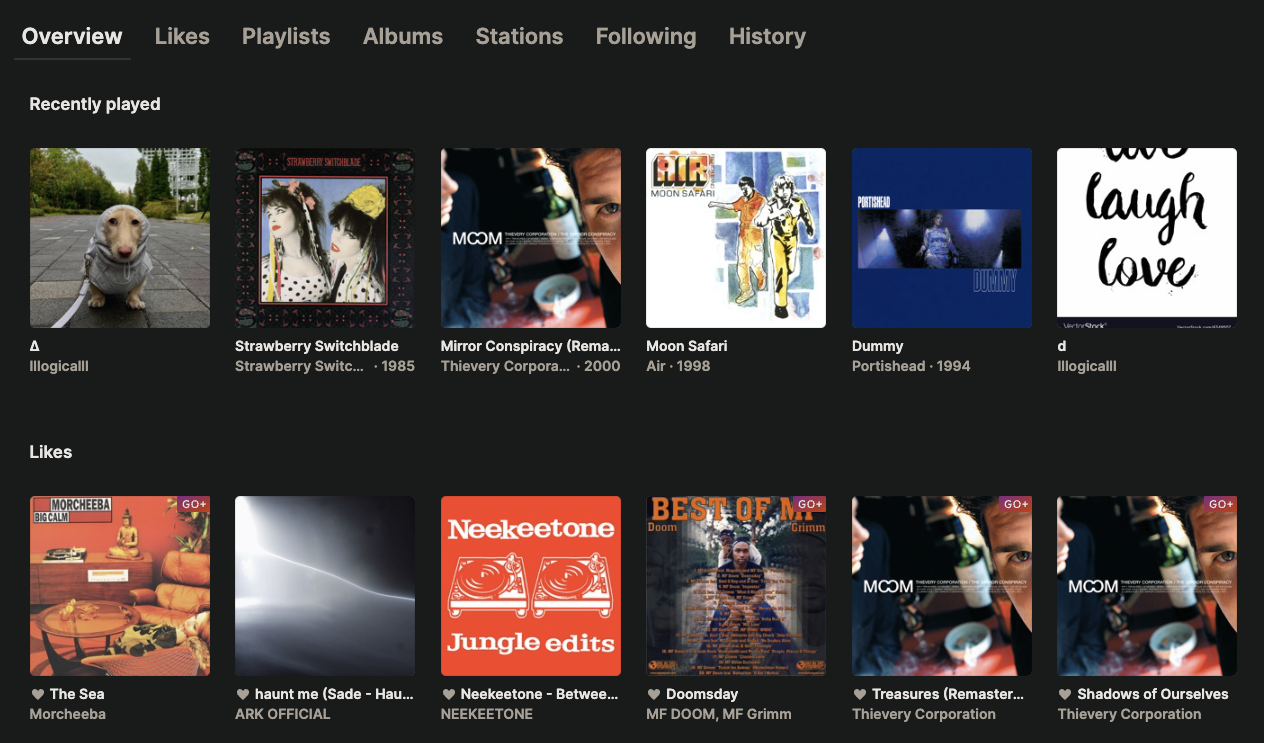 Overview Likes Playlists Albums Stations Following History
Recently played
STRAWBERRY SWITCHBLADE
MOOM THIEVERY CORPORATION / THE MIRROR CONSPIRACY
AIR
MOON SAFARI
PORTISHEAD
DUMMY
live
laugh
love
VectorStock
Δ
Illogicalll
Strawberry Switchblade
Strawberry Switc... · 1985
Mirror Conspiracy (Rema...
Thievery Corpora... · 2000
Moon Safari
Air · 1998
Dummy
Portishead · 1994
d
Illogicalll
Likes
MORCHEEBA
BIG CALM
GO+
Neekeetone
Jungle edits
BEST OF MF
GO+
Doom
Grimm
GO+
MOOM THIEVERY CORPORATION / THE MIRROR CONSPIRACY
GO+
MOOM THIEVERY CORPORATION / THE MIRROR CONSPIRACY
The Sea
Morcheeba
haunt me (Sade - Hau...
ARK OFFICIAL
Neekeetone - Betwee...
NEEKEETONE
Doomsday
MF DOOM, MF Grimm
Treasures (Remaster...
Thievery Corporation
Shadows of Ourselves
Thievery Corporation